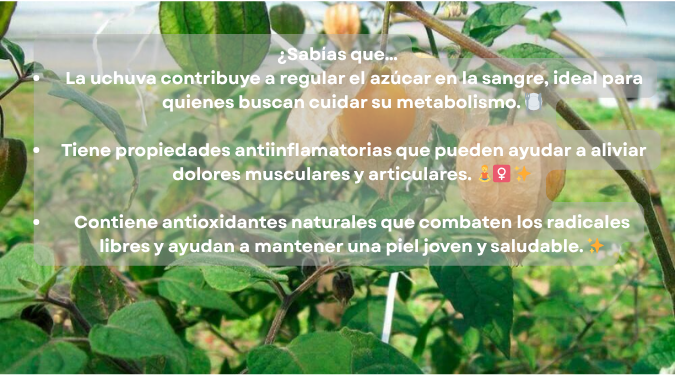 ¿Sabías que...
• La uchuva contribuye a regular el azúcar en la sangre, ideal para
quienes buscan cuidar su metabolismo.
• Tiene propiedades antiinflamatorias que pueden ayudar a aliviar
dolores musculares y articulares. ♀️✨
• Contiene antioxidantes naturales que combaten los radicales
libres y ayudan a mantener una piel joven y saludable. ✨